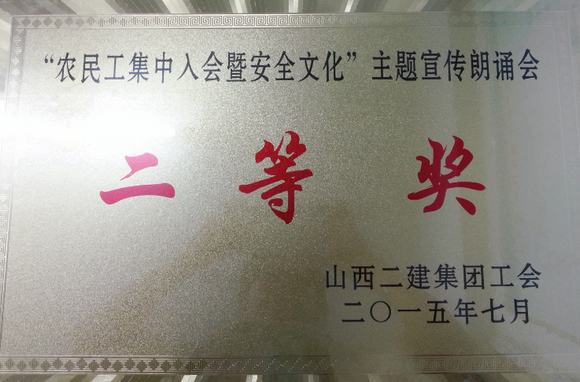 “农民工集中入会暨安全文化”主题宣传朗诵会
二等奖
山西二建集团工会
二〇一五年七月